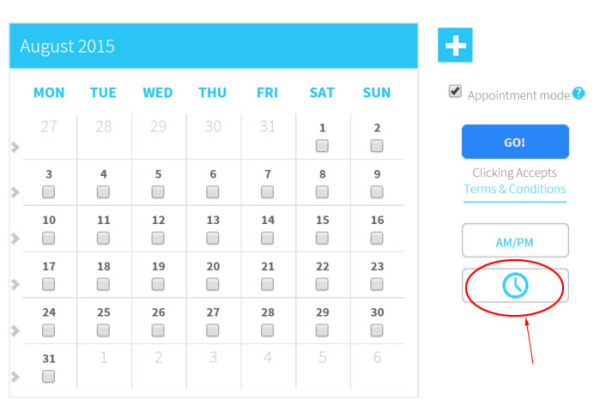 August 2015
MON TUE WED THU FRI SAT SUN
27 28 29 30 31 1 2
3 4 5 6 7 8 9
10 11 12 13 14 15 16
17 18 19 20 21 22 23
24 25 26 27 28 29 30
31 1 2 3 4 5 6
Appointment mode ?
GO!
Clicking Accepts
Terms & Conditions
AM/PM